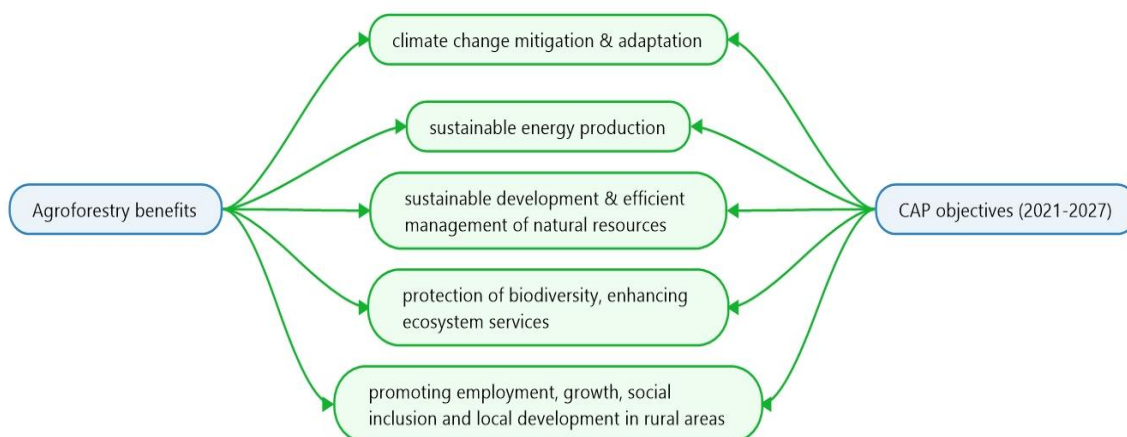 climate change mitigation & adaptation
sustainable energy production
Agroforestry benefits
sustainable development & efficient
management of natural resources
CAP objectives (2021-2027)
protection of biodiversity, enhancing
ecosystem services
promoting employment, growth, social
inclusion and local development in rural areas